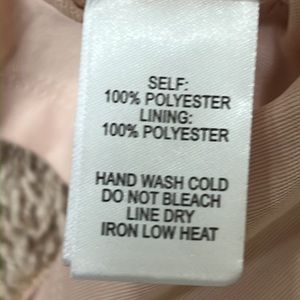 SELF:
100% POLYESTER
LINING:
100% POLYESTER
HAND WASH COLD
DO NOT BLEACH
LINE DRY
IRON LOW HEAT